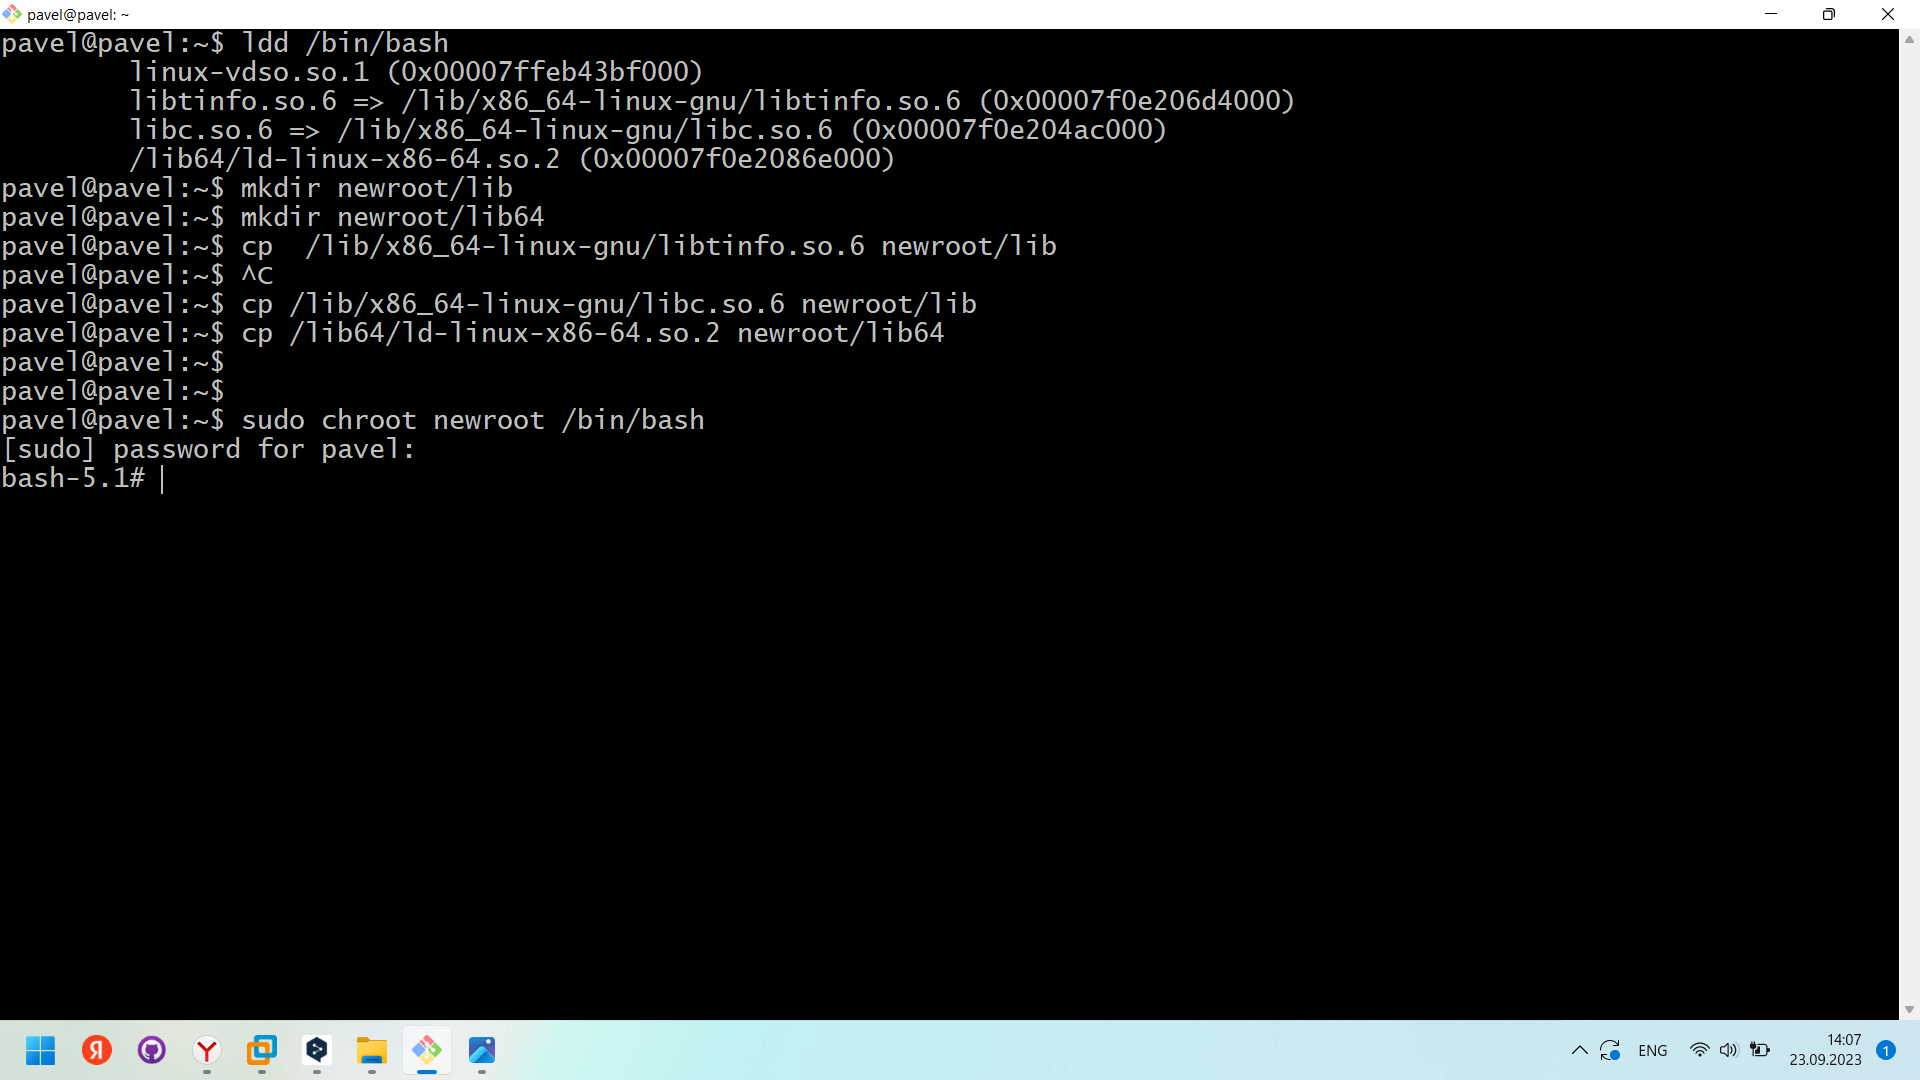 pavel@pavel: ~
pavel@pavel:~$ ldd /bin/bash
        linux-vdso.so.1 (0x00007ffeb43bf000)
        libtinfo.so.6 => /lib/x86_64-linux-gnu/libtinfo.so.6 (0x00007f0e206d4000)
        libc.so.6 => /lib/x86_64-linux-gnu/libc.so.6 (0x00007f0e204ac000)
        /lib64/ld-linux-x86-64.so.2 (0x00007f0e2086e000)
pavel@pavel:~$ mkdir newroot/lib
pavel@pavel:~$ mkdir newroot/lib64
pavel@pavel:~$ cp  /lib/x86_64-linux-gnu/libtinfo.so.6 newroot/lib
pavel@pavel:~$ ^C
pavel@pavel:~$ cp /lib/x86_64-linux-gnu/libc.so.6 newroot/lib
pavel@pavel:~$ cp /lib64/ld-linux-x86-64.so.2 newroot/lib64
pavel@pavel:~$
pavel@pavel:~$
pavel@pavel:~$ sudo chroot newroot /bin/bash
[sudo] password for pavel:
bash-5.1#
Я
Y
ENG
14:07
23.09.2023
1